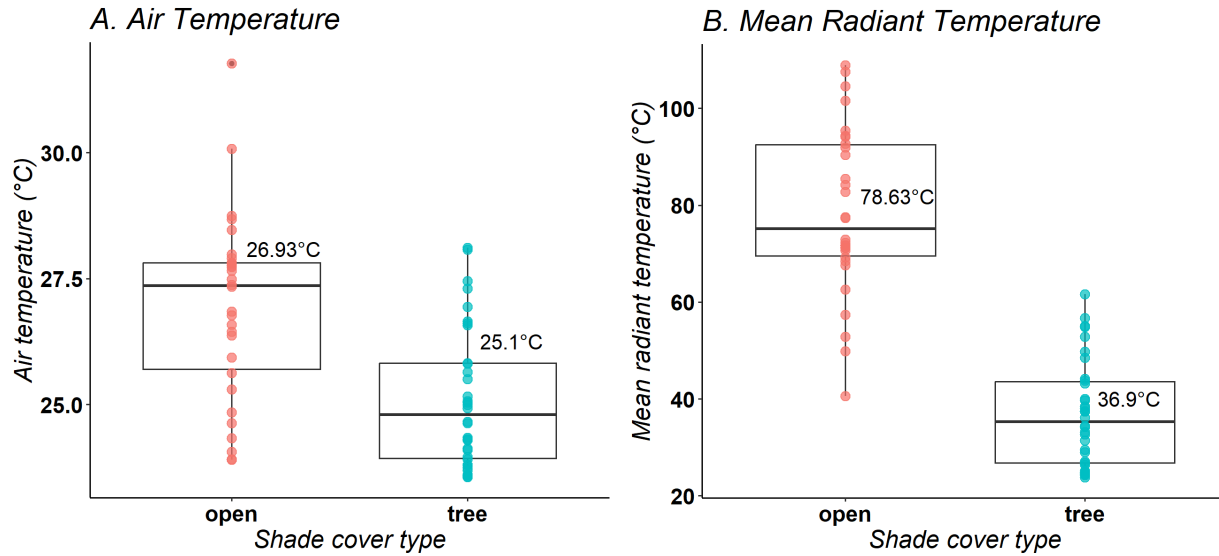 A. Air Temperature
Air temperature (°C)
30.0
27.5
25.0
26.93°C
25.1°C
open
tree
Shade cover type
B. Mean Radiant Temperature
Mean radiant temperature (°C)
100
80
60
40
20
78.63°C
36.9°C
open
tree
Shade cover type